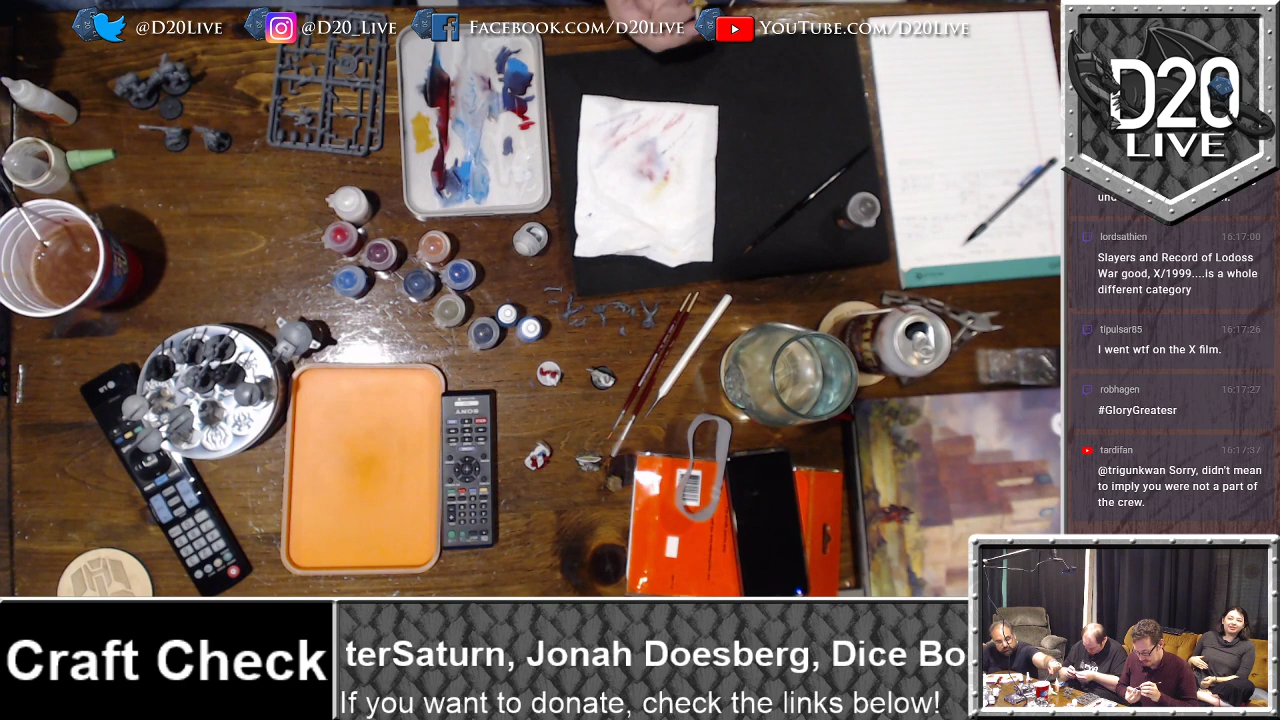 @D20Live
@D20_Live
Facebook.com/D20Live
YouTube.com/D20Live
D20
LIVE
lordsathien 16:17:00
Slayers and Record of Lodoss
War good, X/1999....is a whole
different category
tipulsar85 16:17:26
I went wtf on the X film.
robhagen 16:17:27
#GloryGreatesr
tardifan 16:17:37
@trigunkwan Sorry, didn't mean
to imply you were not a part of
the crew.
SONY
Craft Check
terSaturn, Jonah Doesberg, Dice Bo
If you want to donate, check the links below!